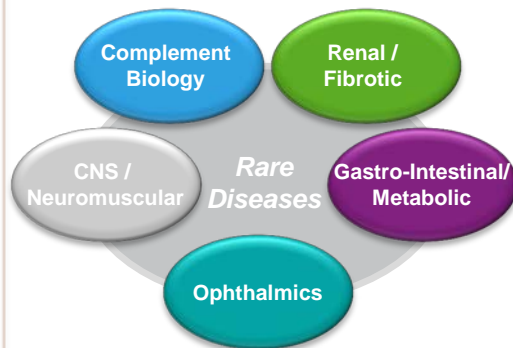 Complement
Biology
Renal /
Fibrotic
CNS /
Neuromuscular
Rare
Diseases
Gastro-Intestinal/
Metabolic
Ophthalmics